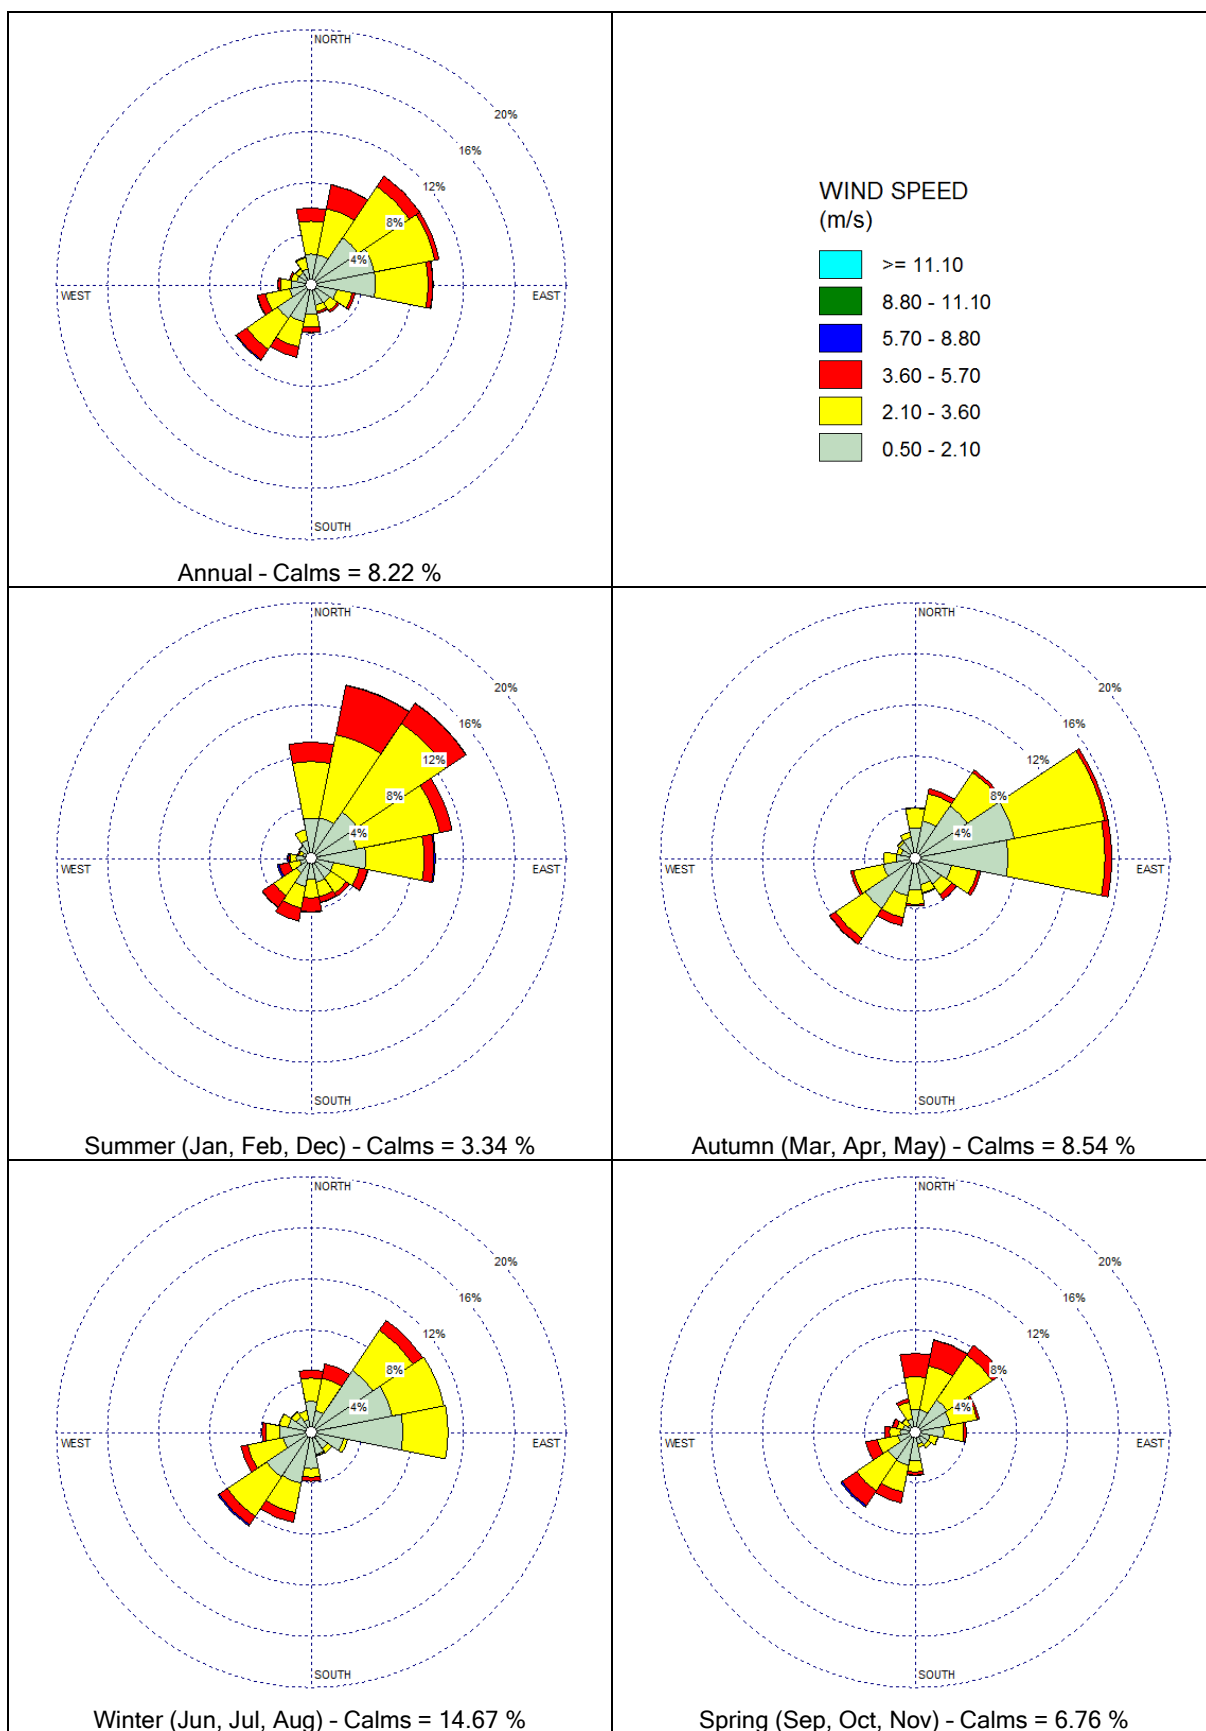 NORTH
20%
16%
12%
8%
4%
WEST
EAST
SOUTH
Annual - Calms = 8.22 %
WIND SPEED
(m/s)
>= 11.10
8.80 - 11.10
5.70 - 8.80
3.60 - 5.70
2.10 - 3.60
0.50 - 2.10
NORTH
20%
16%
12%
8%
4%
WEST
EAST
SOUTH
Summer (Jan, Feb, Dec) - Calms = 3.34 %
NORTH
20%
16%
12%
8%
4%
WEST
EAST
SOUTH
Autumn (Mar, Apr, May) - Calms = 8.54 %
NORTH
20%
16%
12%
8%
4%
WEST
EAST
SOUTH
Winter (Jun, Jul, Aug) - Calms = 14.67 %
NORTH
20%
16%
12%
8%
4%
WEST
EAST
SOUTH
Spring (Sep, Oct, Nov) - Calms = 6.76 %